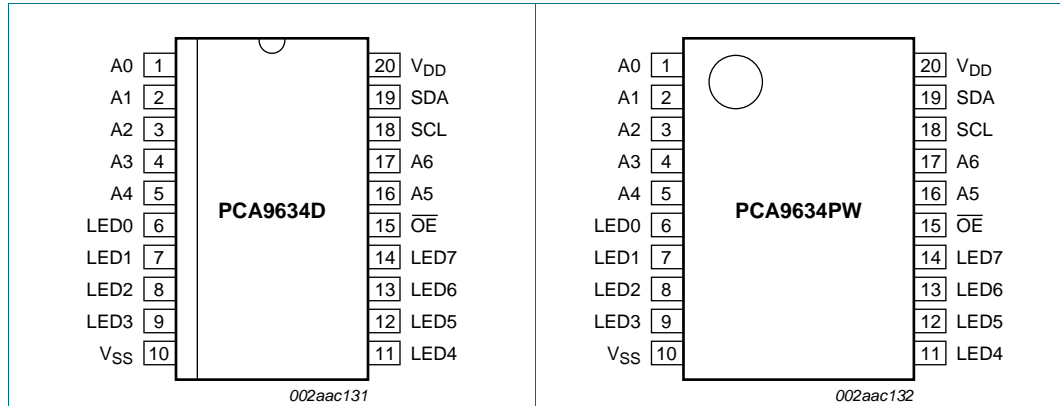 A0 1
A1 2
A2 3
A3 4
A4 5
LED0 6
LED1 7
LED2 8
LED3 9
VSS 10
PCA9634D
20 VDD
19 SDA
18 SCL
17 A6
16 A5
15 OE
14 LED7
13 LED6
12 LED5
11 LED4
002aac131
A0 1
A1 2
A2 3
A3 4
A4 5
LED0 6
LED1 7
LED2 8
LED3 9
VSS 10
PCA9634PW
20 VDD
19 SDA
18 SCL
17 A6
16 A5
15 OE
14 LED7
13 LED6
12 LED5
11 LED4
002aac132